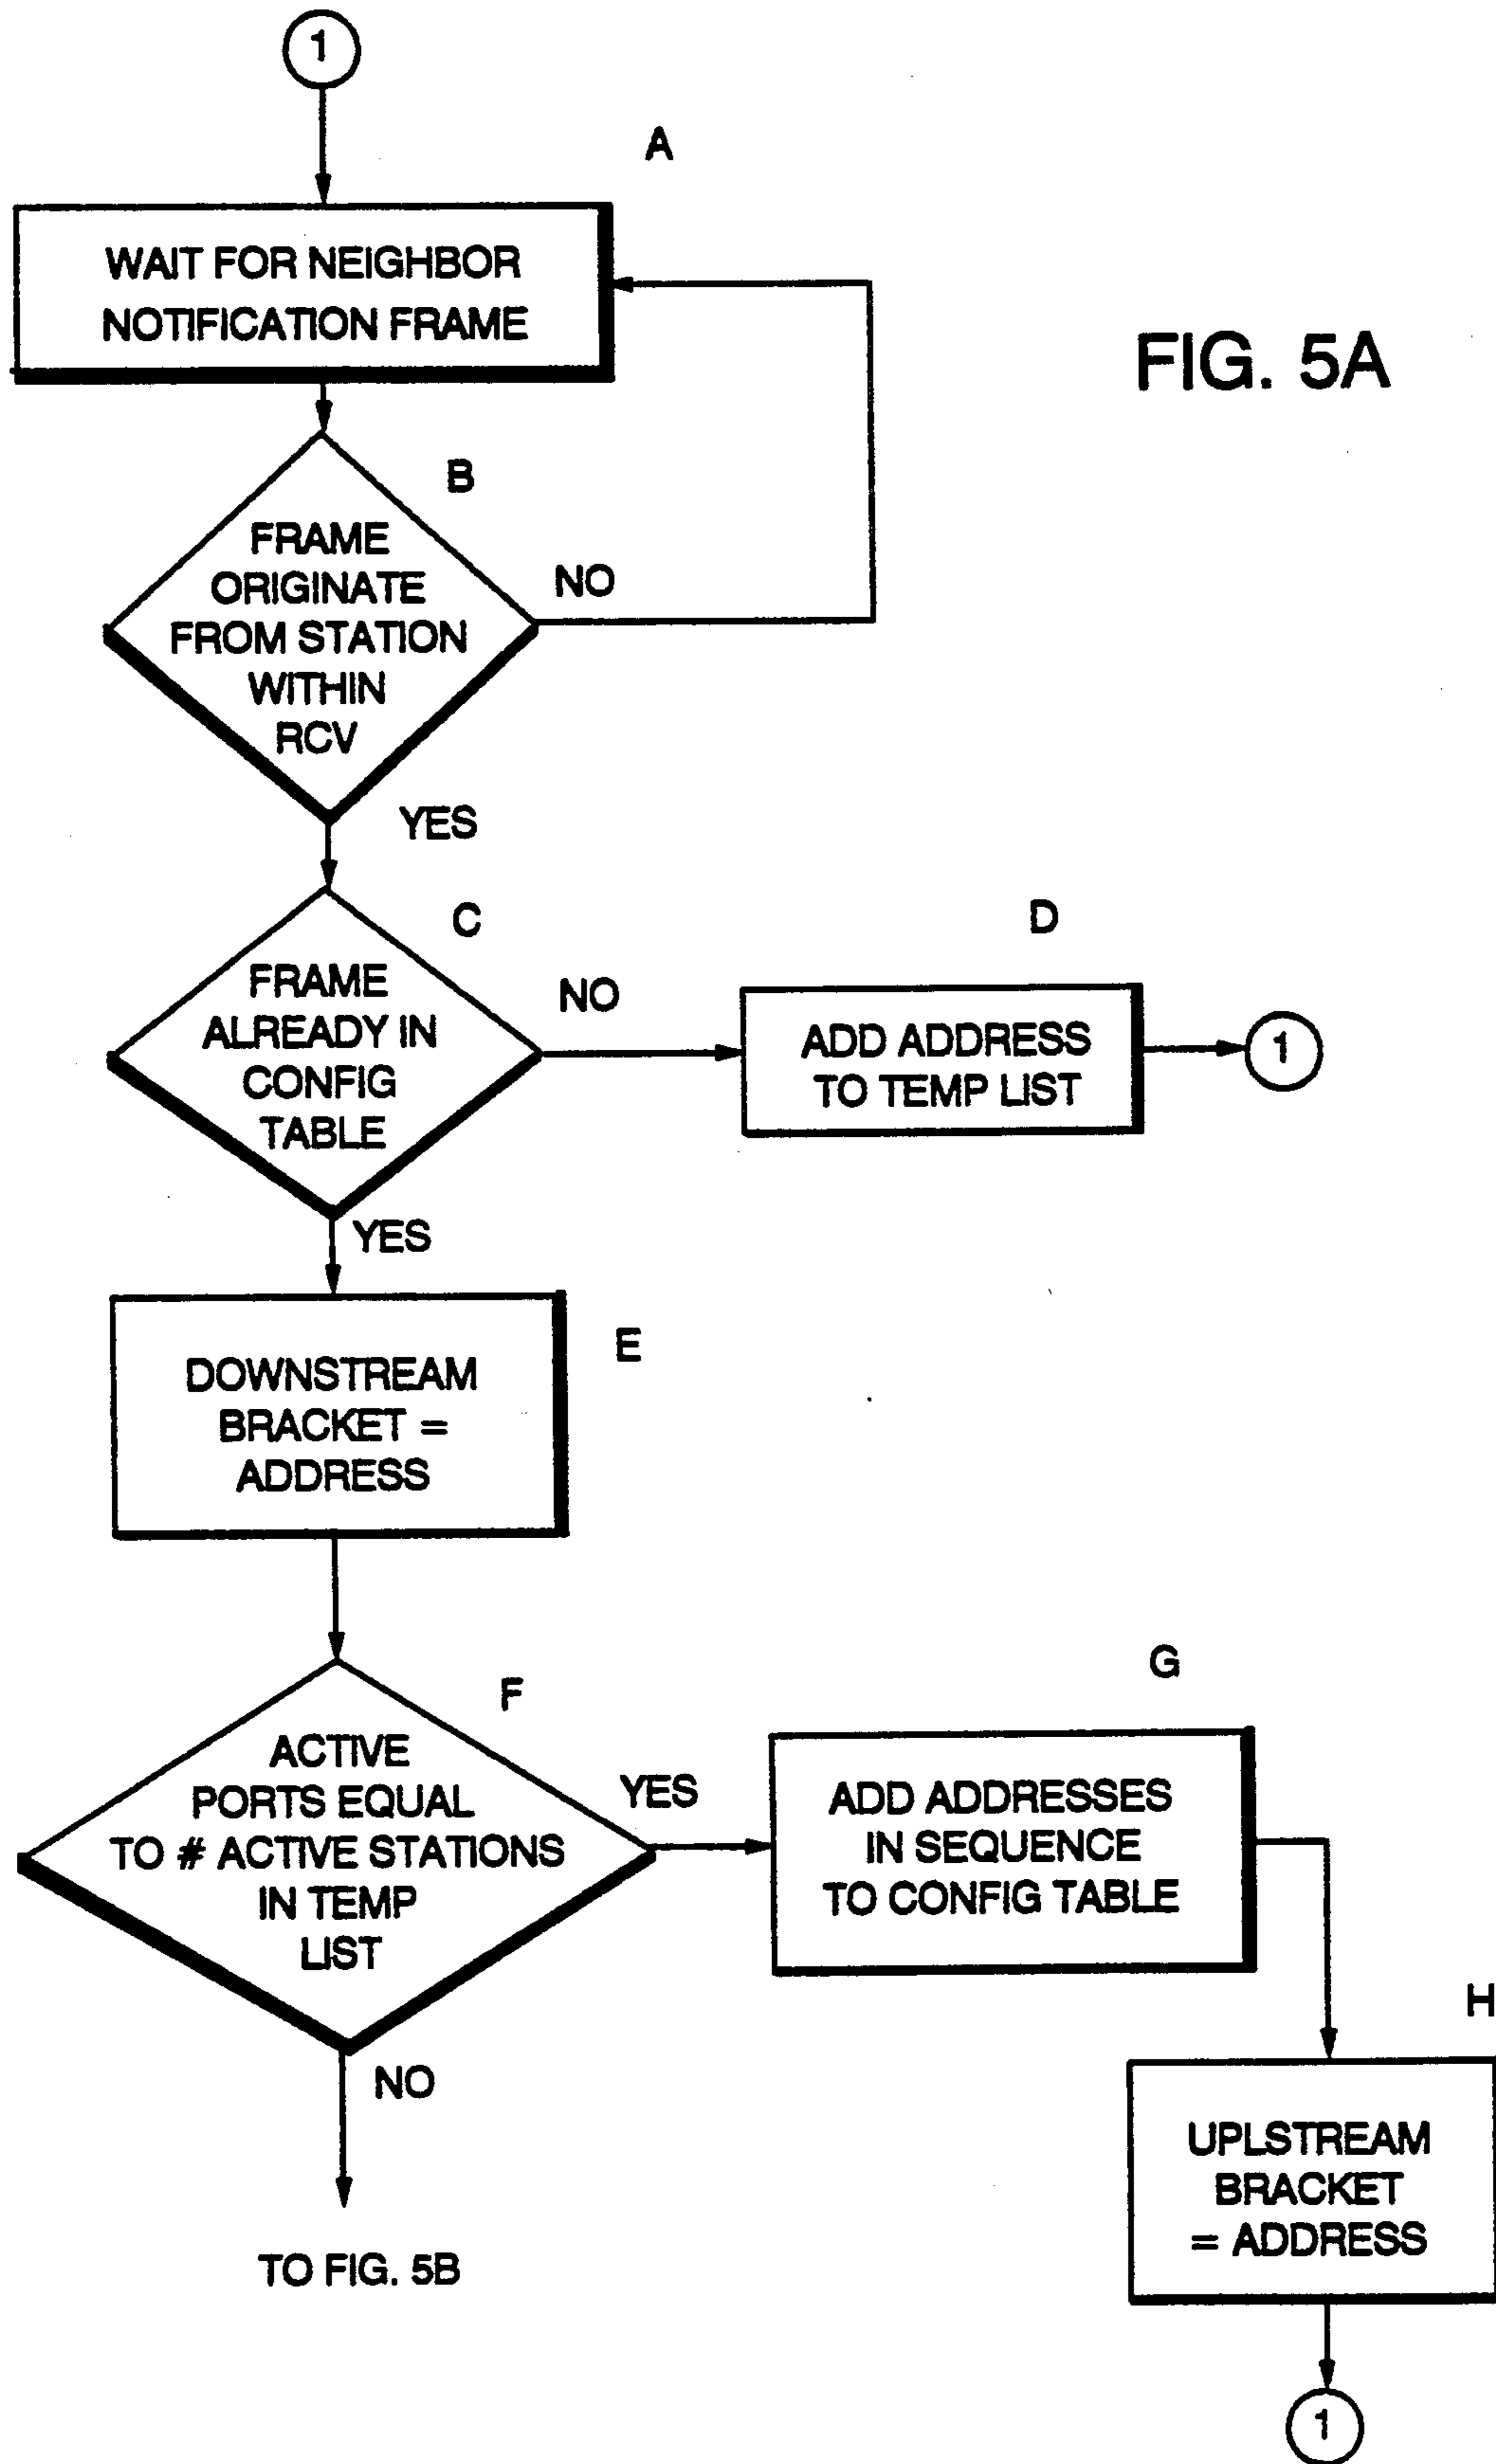 1
A
WAIT FOR NEIGHBOR
NOTIFICATION FRAME
FIG. 5A
B
FRAME
ORIGINATE
FROM STATION
WITHIN
RCV
NO
YES
C
FRAME
ALREADY IN
CONFIG
TABLE
NO
D
ADD ADDRESS
TO TEMP LIST
1
YES
E
DOWNSTREAM
BRACKET =
ADDRESS
F
ACTIVE
PORTS EQUAL
TO # ACTIVE STATIONS
IN TEMP
LIST
YES
G
ADD ADDRESSES
IN SEQUENCE
TO CONFIG TABLE
H
UPLSTREAM
BRACKET
= ADDRESS
1
NO
TO FIG. 5B